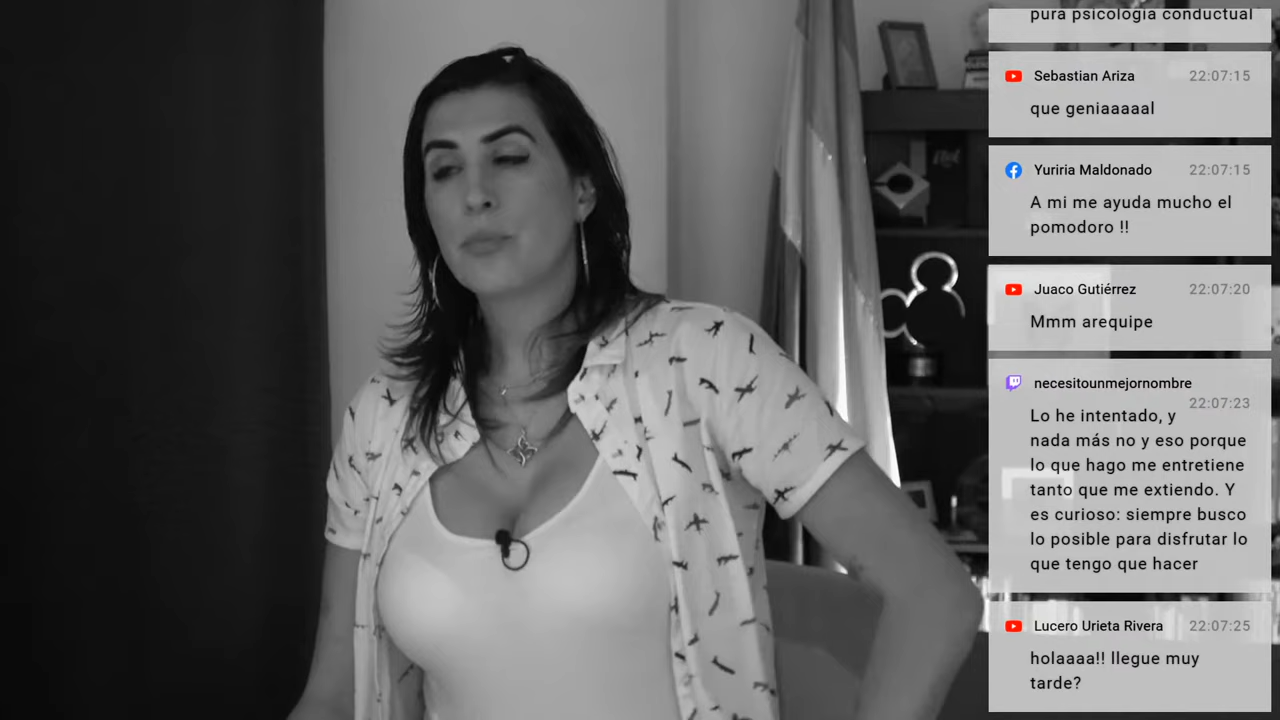 pura psicología conductual
Sebastian Ariza 22:07:15
que geniaaaaal
Yuriria Maldonado 22:07:15
A mi me ayuda mucho el
pomodoro !!
Juaco Gutiérrez 22:07:20
Mmm arequipe
necesitounmejornombre
22:07:23
Lo he intentado, y
nada más no y eso porque
lo que hago me entretiene
tanto que me extiendo. Y
es curioso: siempre busco
lo posible para disfrutar lo
que tengo que hacer
Lucero Urieta Rivera 22:07:25
holaaaa!! llegue muy
tarde?